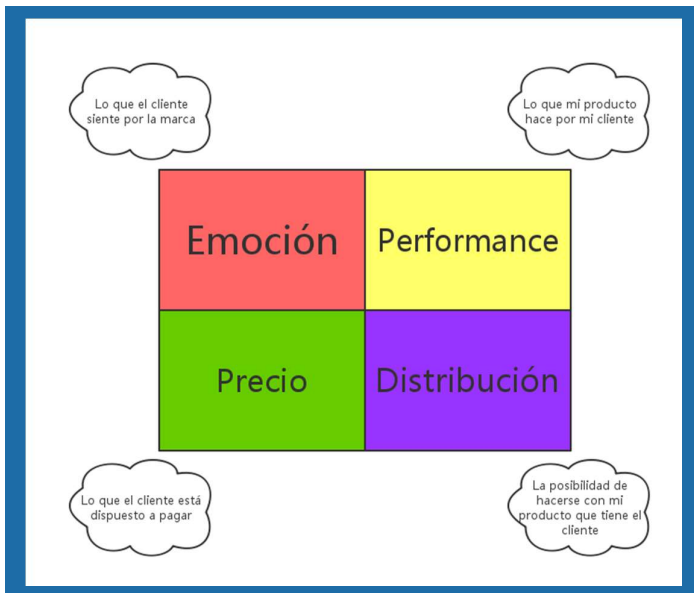 Lo que el cliente
siente por la marca
Lo que mi producto
hace por mi cliente
Emoción
Performance
Precio
Distribución
Lo que el cliente está
dispuesto a pagar
La posibilidad de
hacerse con mi
producto que tiene el
cliente